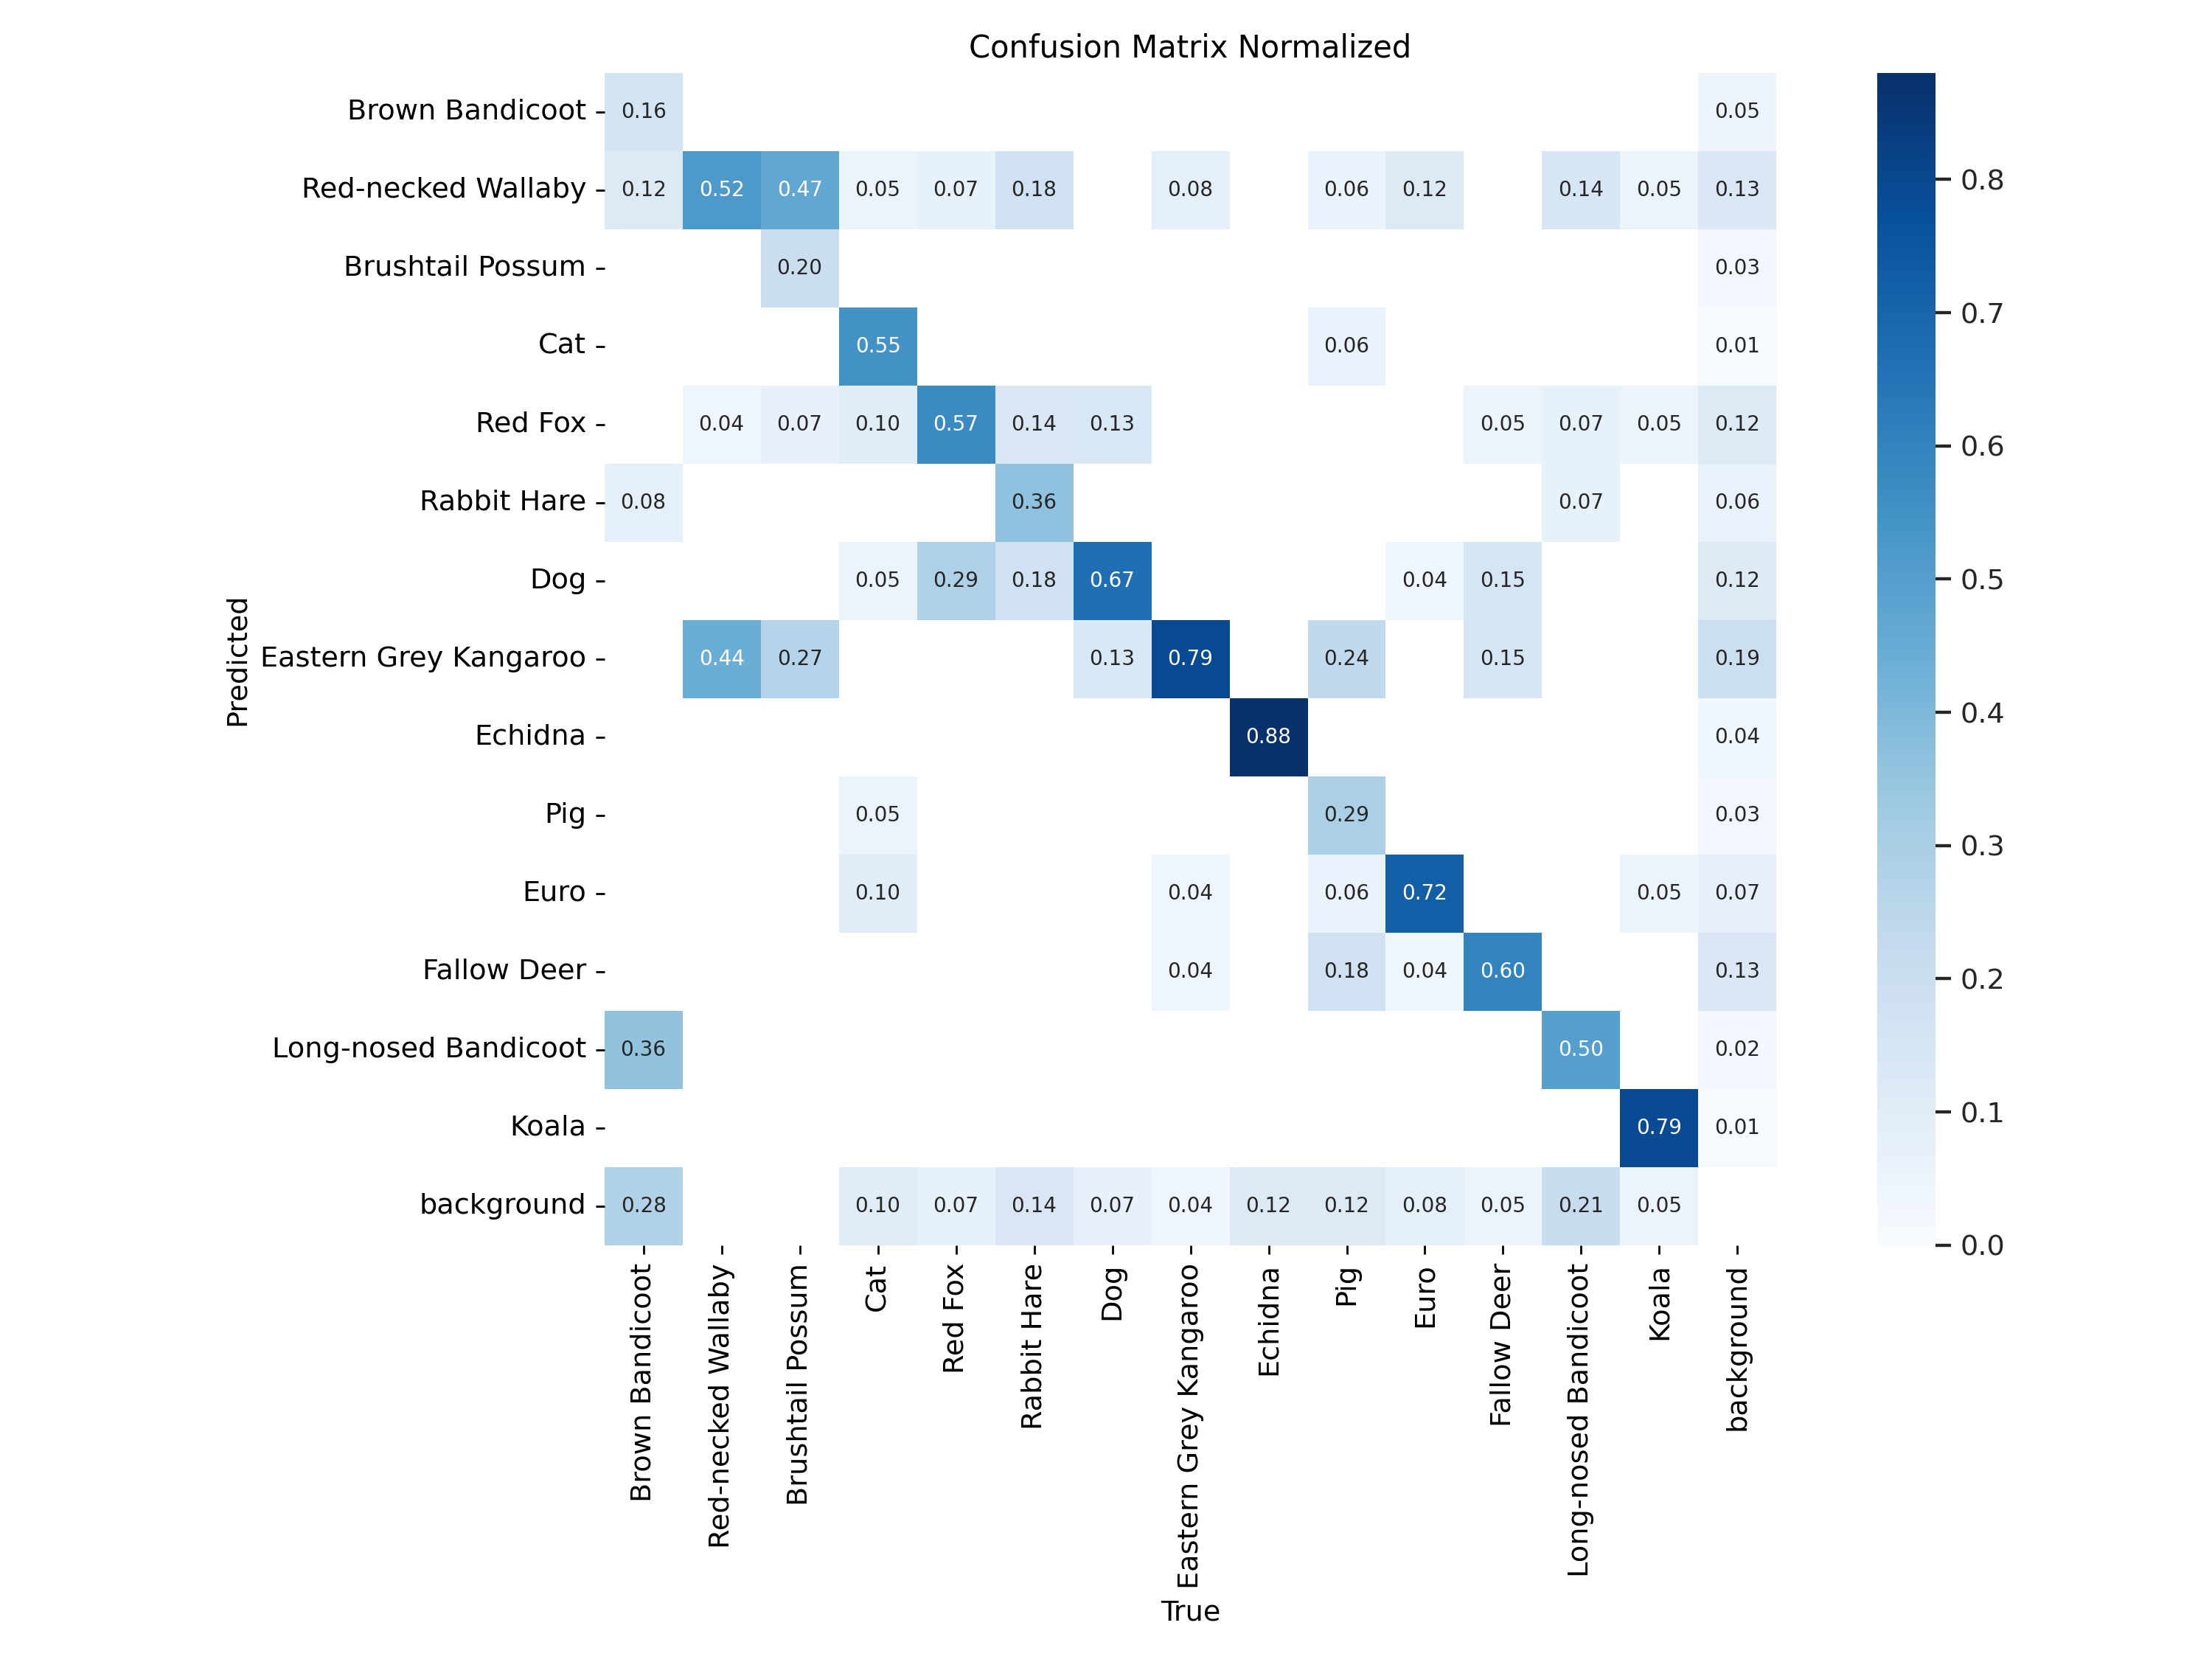 Confusion Matrix Normalized
Brown Bandicoot 0.16 0.05
Red-necked Wallaby 0.12 0.52 0.47 0.05 0.07 0.18 0.08 0.06 0.12 0.14 0.05 0.13 0.8
Brushtail Possum 0.20 0.03
Cat 0.55 0.06 0.01 0.7
Red Fox 0.04 0.07 0.10 0.57 0.14 0.13 0.05 0.07 0.05 0.12 0.6
Rabbit Hare 0.08 0.36 0.07 0.06
Dog 0.05 0.29 0.18 0.67 0.04 0.15 0.12 0.5
Eastern Grey Kangaroo 0.44 0.27 0.13 0.79 0.24 0.15 0.19
Echidna 0.88 0.04 0.4
Pig 0.05 0.29 0.03 0.3
Euro 0.10 0.04 0.06 0.72 0.05 0.07
Fallow Deer 0.04 0.18 0.04 0.60 0.13 0.2
Long-nosed Bandicoot 0.36 0.50 0.02
Koala 0.79 0.01 0.1
background 0.28 0.10 0.07 0.14 0.07 0.04 0.12 0.12 0.08 0.05 0.21 0.05 0.0
Predicted
Brown Bandicoot
Red-necked Wallaby
Brushtail Possum
Cat
Red Fox
Rabbit Hare
Dog
Eastern Grey Kangaroo
Echidna
Pig
Euro
Fallow Deer
Long-nosed Bandicoot
Koala
background
True